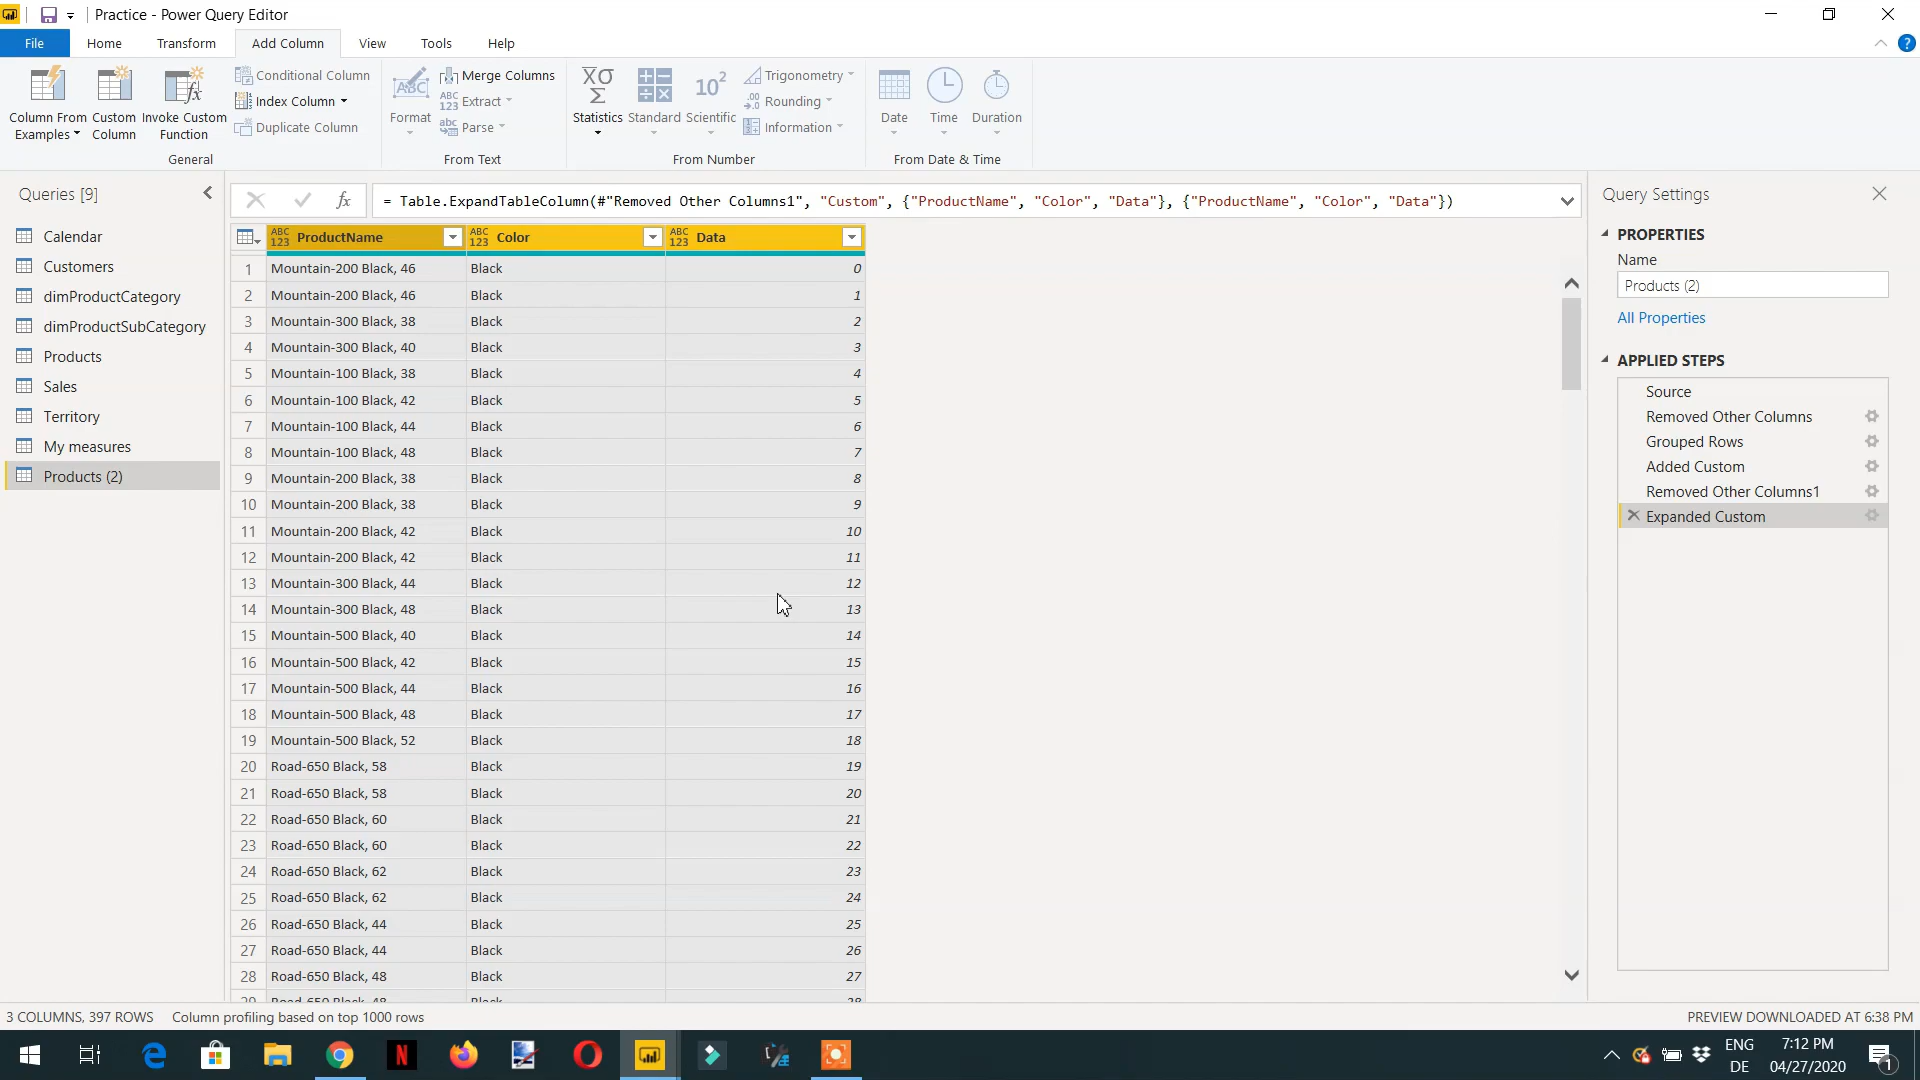 Practice - Power Query Editor
File
Home
Transform
Add Column
View
Tools
Help
Column From
Examples
Custom
Column
Invoke Custom
Function
Conditional Column
Index Column
Duplicate Column
General
Format
Merge Columns
Extract
Parse
From Text
Statistics
Standard
Scientific
Trigonometry
Rounding
Information
From Number
Date
Time
Duration
From Date & Time
Queries [9]
Calendar
Customers
dimProductCategory
dimProductSubCategory
Products
Sales
Territory
My measures
Products (2)
= Table.ExpandTableColumn(#"Removed Other Columns1", "Custom", {"ProductName", "Color", "Data"}, {"ProductName", "Color", "Data"})
ProductName Color Data
1 Mountain-200 Black, 46 Black 0
2 Mountain-200 Black, 46 Black 1
3 Mountain-300 Black, 38 Black 2
4 Mountain-300 Black, 40 Black 3
5 Mountain-100 Black, 38 Black 4
6 Mountain-100 Black, 42 Black 5
7 Mountain-100 Black, 44 Black 6
8 Mountain-100 Black, 48 Black 7
9 Mountain-200 Black, 38 Black 8
10 Mountain-200 Black, 38 Black 9
11 Mountain-200 Black, 42 Black 10
12 Mountain-200 Black, 42 Black 11
13 Mountain-300 Black, 44 Black 12
14 Mountain-300 Black, 48 Black 13
15 Mountain-500 Black, 40 Black 14
16 Mountain-500 Black, 42 Black 15
17 Mountain-500 Black, 44 Black 16
18 Mountain-500 Black, 48 Black 17
19 Mountain-500 Black, 52 Black 18
20 Road-650 Black, 58 Black 19
21 Road-650 Black, 58 Black 20
22 Road-650 Black, 60 Black 21
23 Road-650 Black, 60 Black 22
24 Road-650 Black, 62 Black 23
25 Road-650 Black, 62 Black 24
26 Road-650 Black, 44 Black 25
27 Road-650 Black, 44 Black 26
28 Road-650 Black, 48 Black 27
29 Road-650 Black, 48 Black 28
Query Settings
PROPERTIES
Name
Products (2)
All Properties
APPLIED STEPS
Source
Removed Other Columns
Grouped Rows
Added Custom
Removed Other Columns1
Expanded Custom
3 COLUMNS, 397 ROWS
Column profiling based on top 1000 rows
PREVIEW DOWNLOADED AT 6:38 PM
ENG
DE
7:12 PM
04/27/2020
1